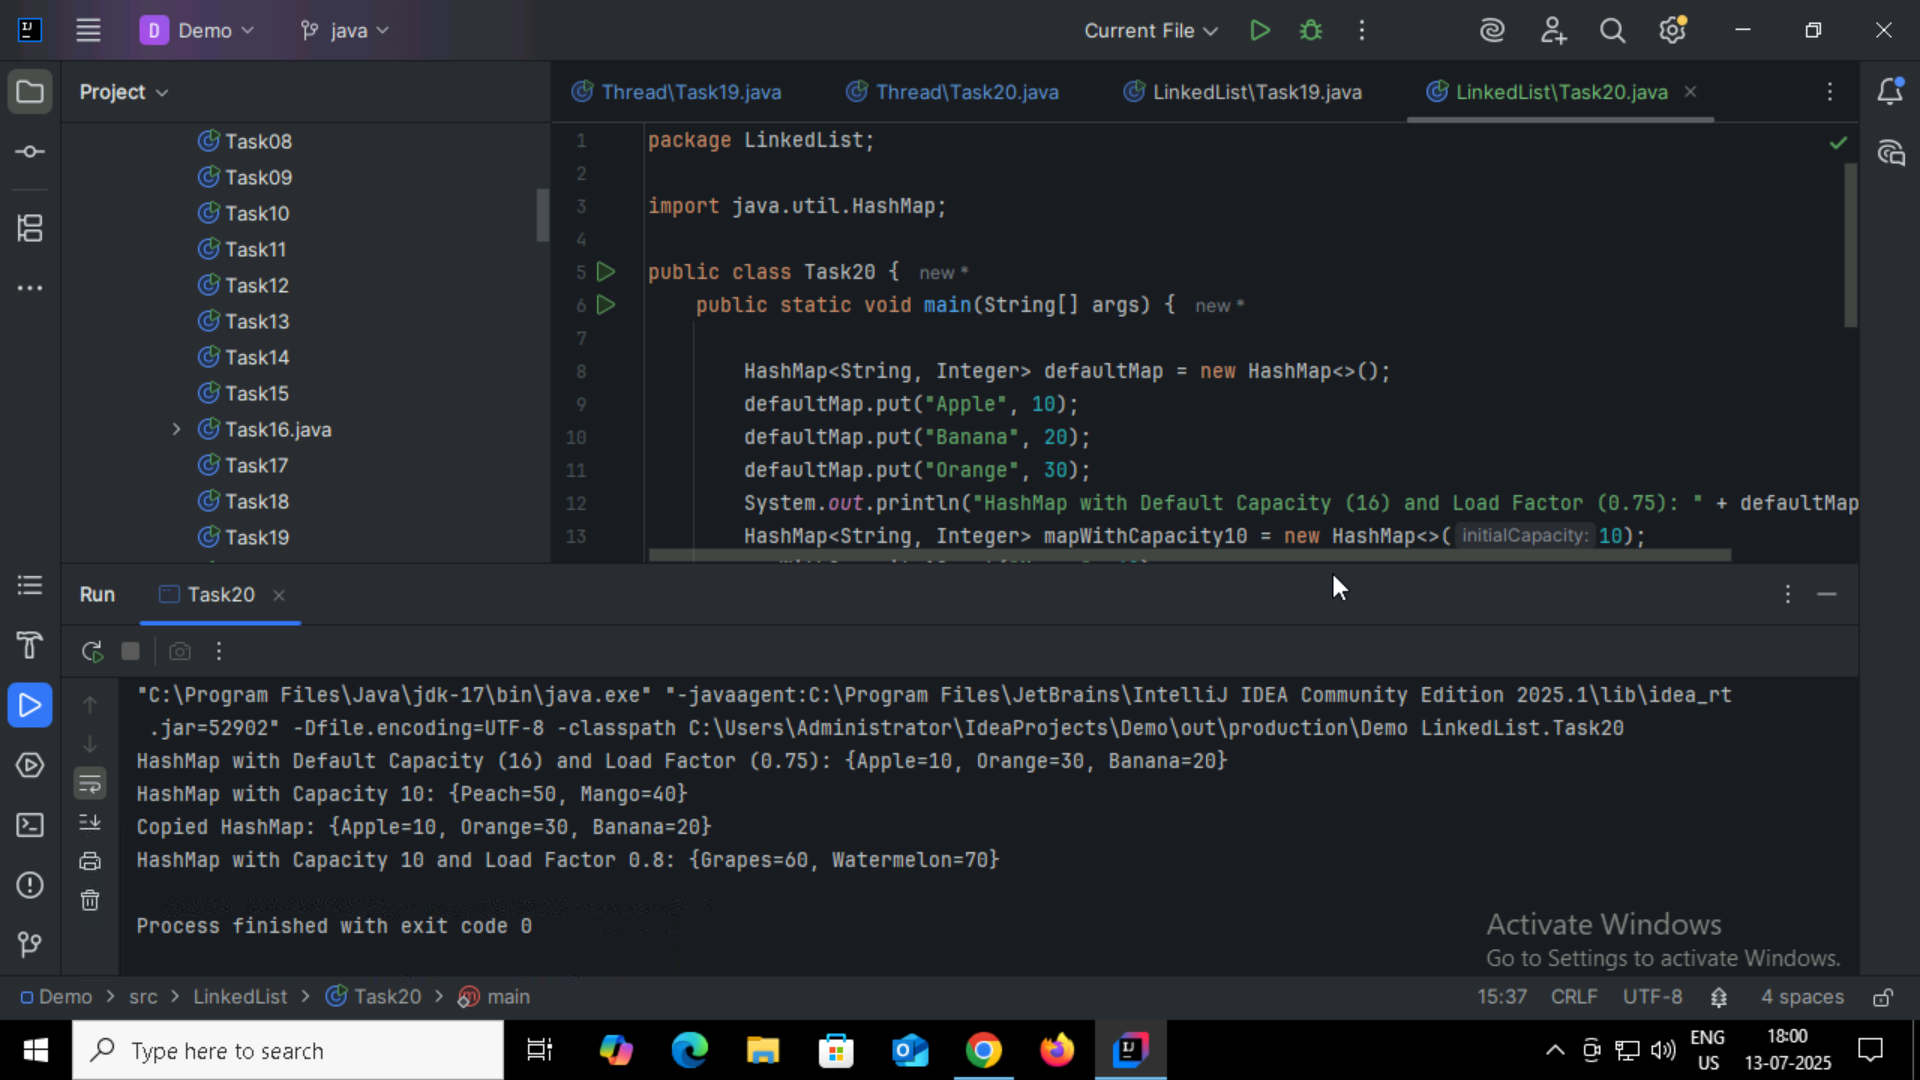 D Demo java Current File
Project
Thread\Task19.java Thread\Task20.java LinkedList\Task19.java LinkedList\Task20.java
Task08
Task09
Task10
Task11
Task12
Task13
Task14
Task15
Task16.java
Task17
Task18
Task19
1 package LinkedList;
2
3 import java.util.HashMap;
4
5 public class Task20 { new *
6 public static void main(String[] args) { new *
7
8 HashMap<String, Integer> defaultMap = new HashMap<>();
9 defaultMap.put("Apple", 10);
10 defaultMap.put("Banana", 20);
11 defaultMap.put("Orange", 30);
12 System.out.println("HashMap with Default Capacity (16) and Load Factor (0.75): " + defaultMap
13 HashMap<String, Integer> mapWithCapacity10 = new HashMap<>( initialCapacity: 10);
Run Task20
"C:\Program Files\Java\jdk-17\bin\java.exe" "-javaagent:C:\Program Files\JetBrains\IntelliJ IDEA Community Edition 2025.1\lib\idea_rt
.jar=52902" -Dfile.encoding=UTF-8 -classpath C:\Users\Administrator\IdeaProjects\Demo\out\production\Demo LinkedList.Task20
HashMap with Default Capacity (16) and Load Factor (0.75): {Apple=10, Orange=30, Banana=20}
HashMap with Capacity 10: {Peach=50, Mango=40}
Copied HashMap: {Apple=10, Orange=30, Banana=20}
HashMap with Capacity 10 and Load Factor 0.8: {Grapes=60, Watermelon=70}
Process finished with exit code 0
Activate Windows
Go to Settings to activate Windows.
Demo > src > LinkedList > Task20 > main 15:37 CRLF UTF-8 4 spaces
Type here to search
ENG
US
18:00
13-07-2025